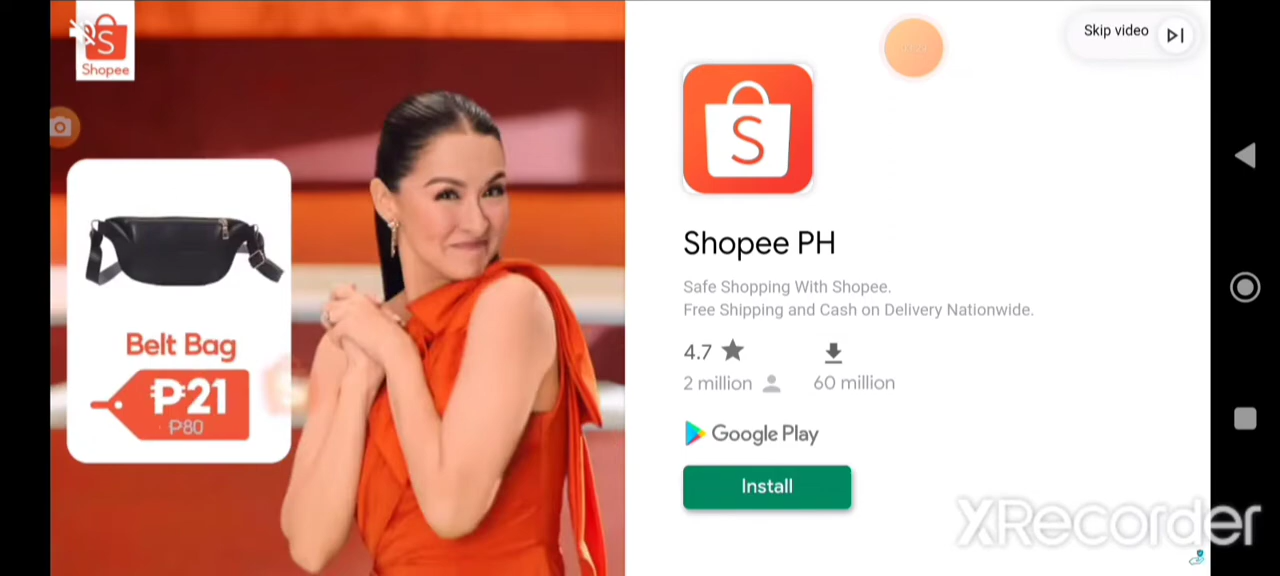 S
Shopee
Belt Bag
₱21
₱80
Skip video
S
Shopee PH
Safe Shopping With Shopee.
Free Shipping and Cash on Delivery Nationwide.
4.7
2 million
60 million
Google Play
Install
XRecorder